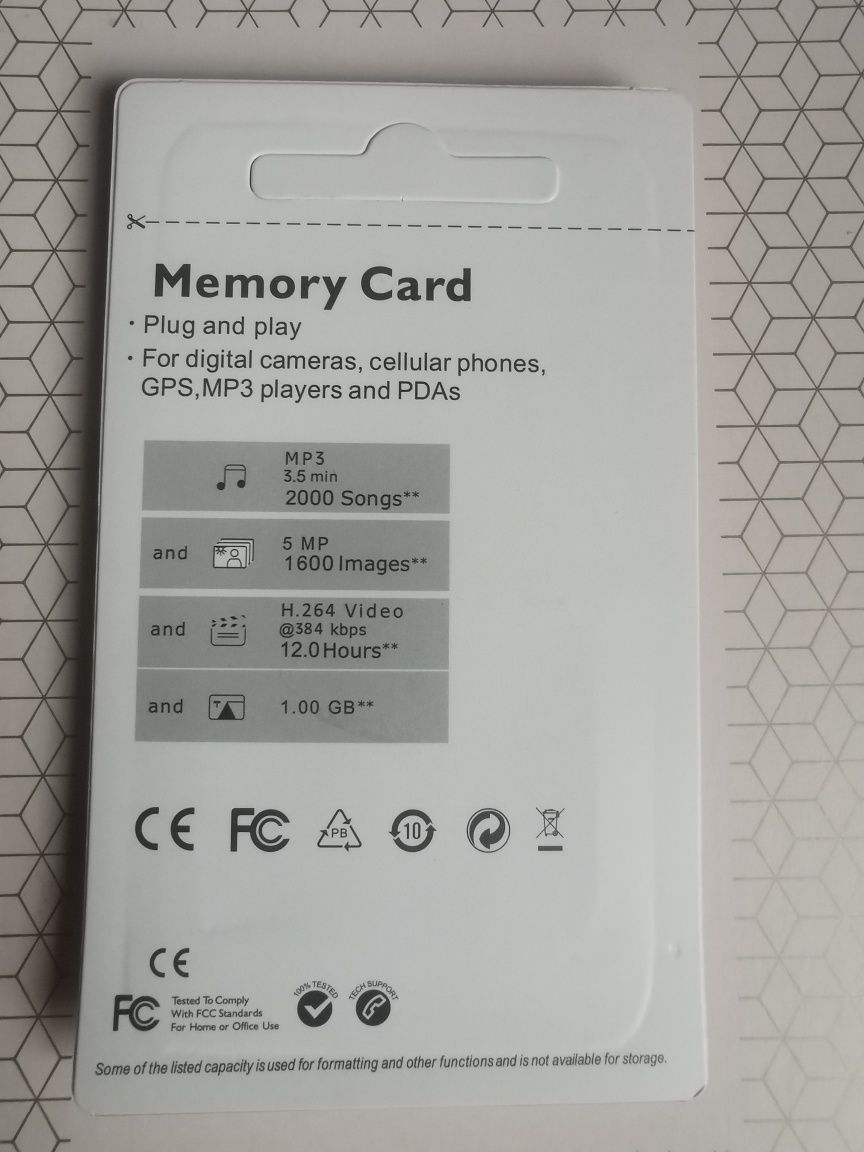 Memory Card
· Plug and play
· For digital cameras, cellular phones,
GPS,MP3 players and PDAs
MP3
3.5 min
2000 Songs**
and
5 MP
1600 Images**
and
H.264 Video
@384 kbps
12.0 Hours**
and
T
1.00 GB**
CE FC PB 10
CE
FC
Tested To Comply
With FCC Standards
For Home or Office Use
100% TESTED
TECH SUPPORT
Some of the listed capacity is used for formatting and other functions and is not available for storage.